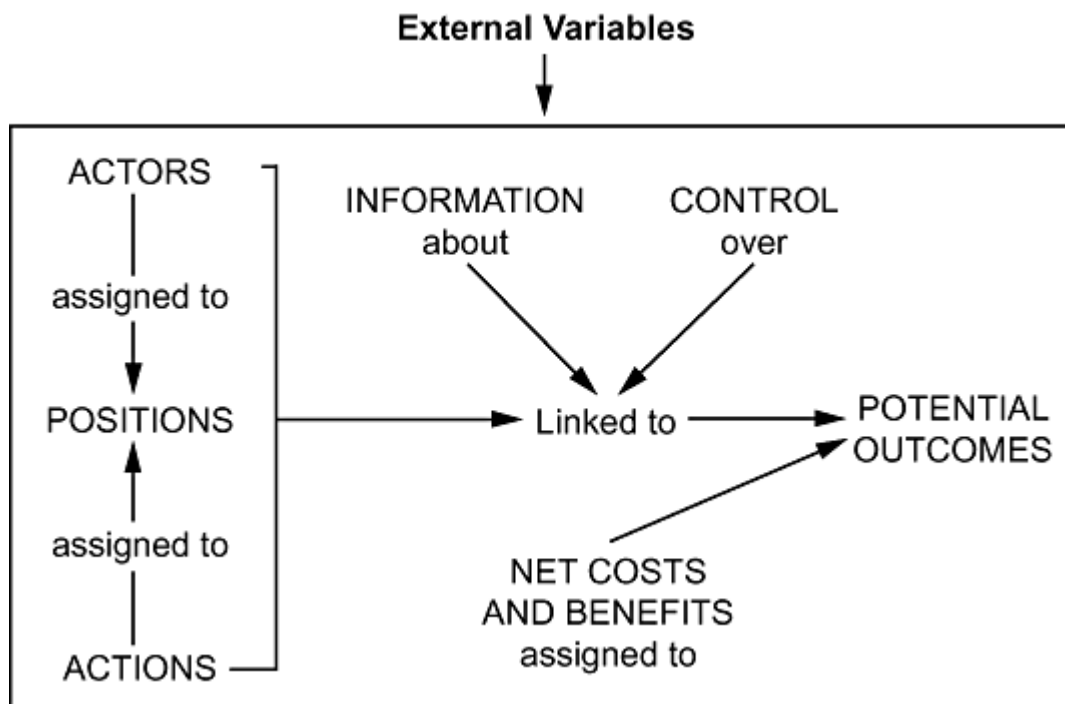 External Variables
ACTORS
assigned to
POSITIONS
assigned to
ACTIONS
INFORMATION
about
CONTROL
over
Linked to
POTENTIAL
OUTCOMES
NET COSTS
AND BENEFITS
assigned to